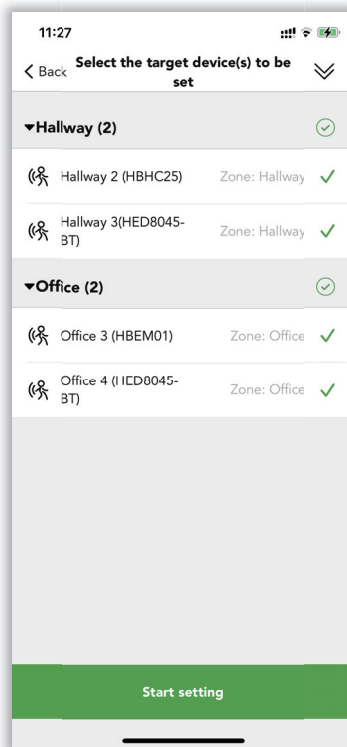 11:27
Back
Select the target device(s) to be
set
Hallway (2)
Hallway 2 (HBHC25) Zone: Hallway
Hallway 3(HED8045-
BT) Zone: Hallway
Office (2)
Office 3 (HBEM01) Zone: Office
Office 4 (HED8045-
BT) Zone: Office
Start setting